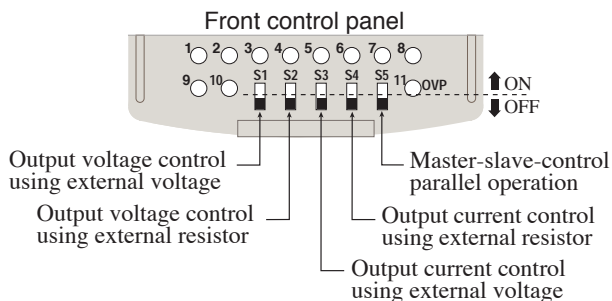 Front control panel
1 2 3 4 5 6 7 8
9 10 S1 S2 S3 S4 S5 11 OVP
ON
OFF
Output voltage control
using external voltage
Master-slave-control
parallel operation
Output voltage control
using external resistor
Output current control
using external resistor
Output current control
using external voltage